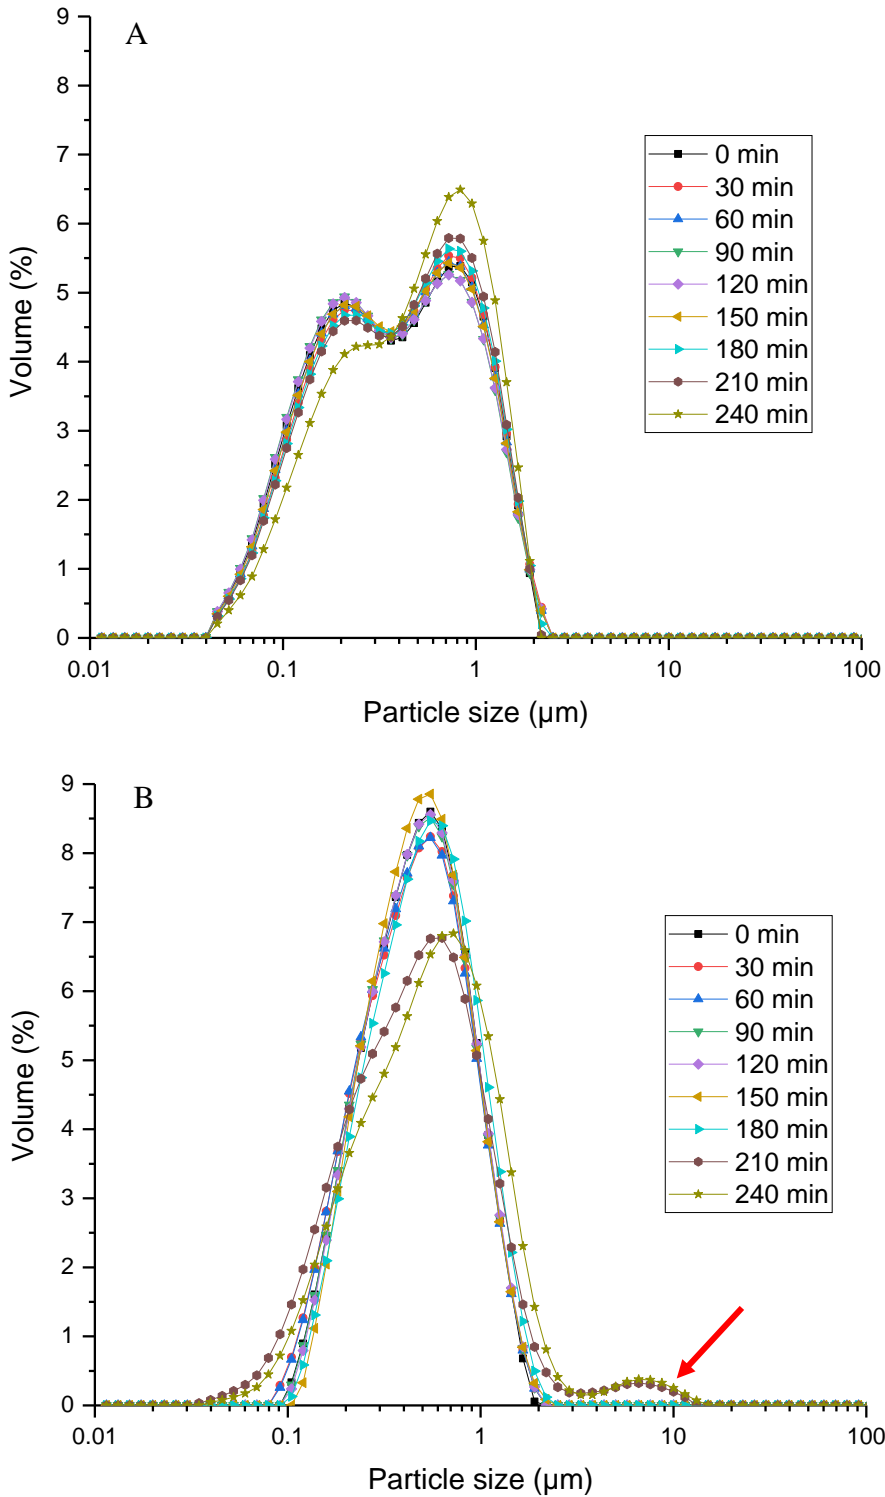 A
9
8
7
6
5
4
3
2
1
0
Volume (%)
0 min
30 min
60 min
90 min
120 min
150 min
180 min
210 min
240 min
0.01
0.1
1
10
100
Particle size (µm)
B
9
8
7
6
5
4
3
2
1
0
Volume (%)
0 min
30 min
60 min
90 min
120 min
150 min
180 min
210 min
240 min
0.01
0.1
1
10
100
Particle size (µm)